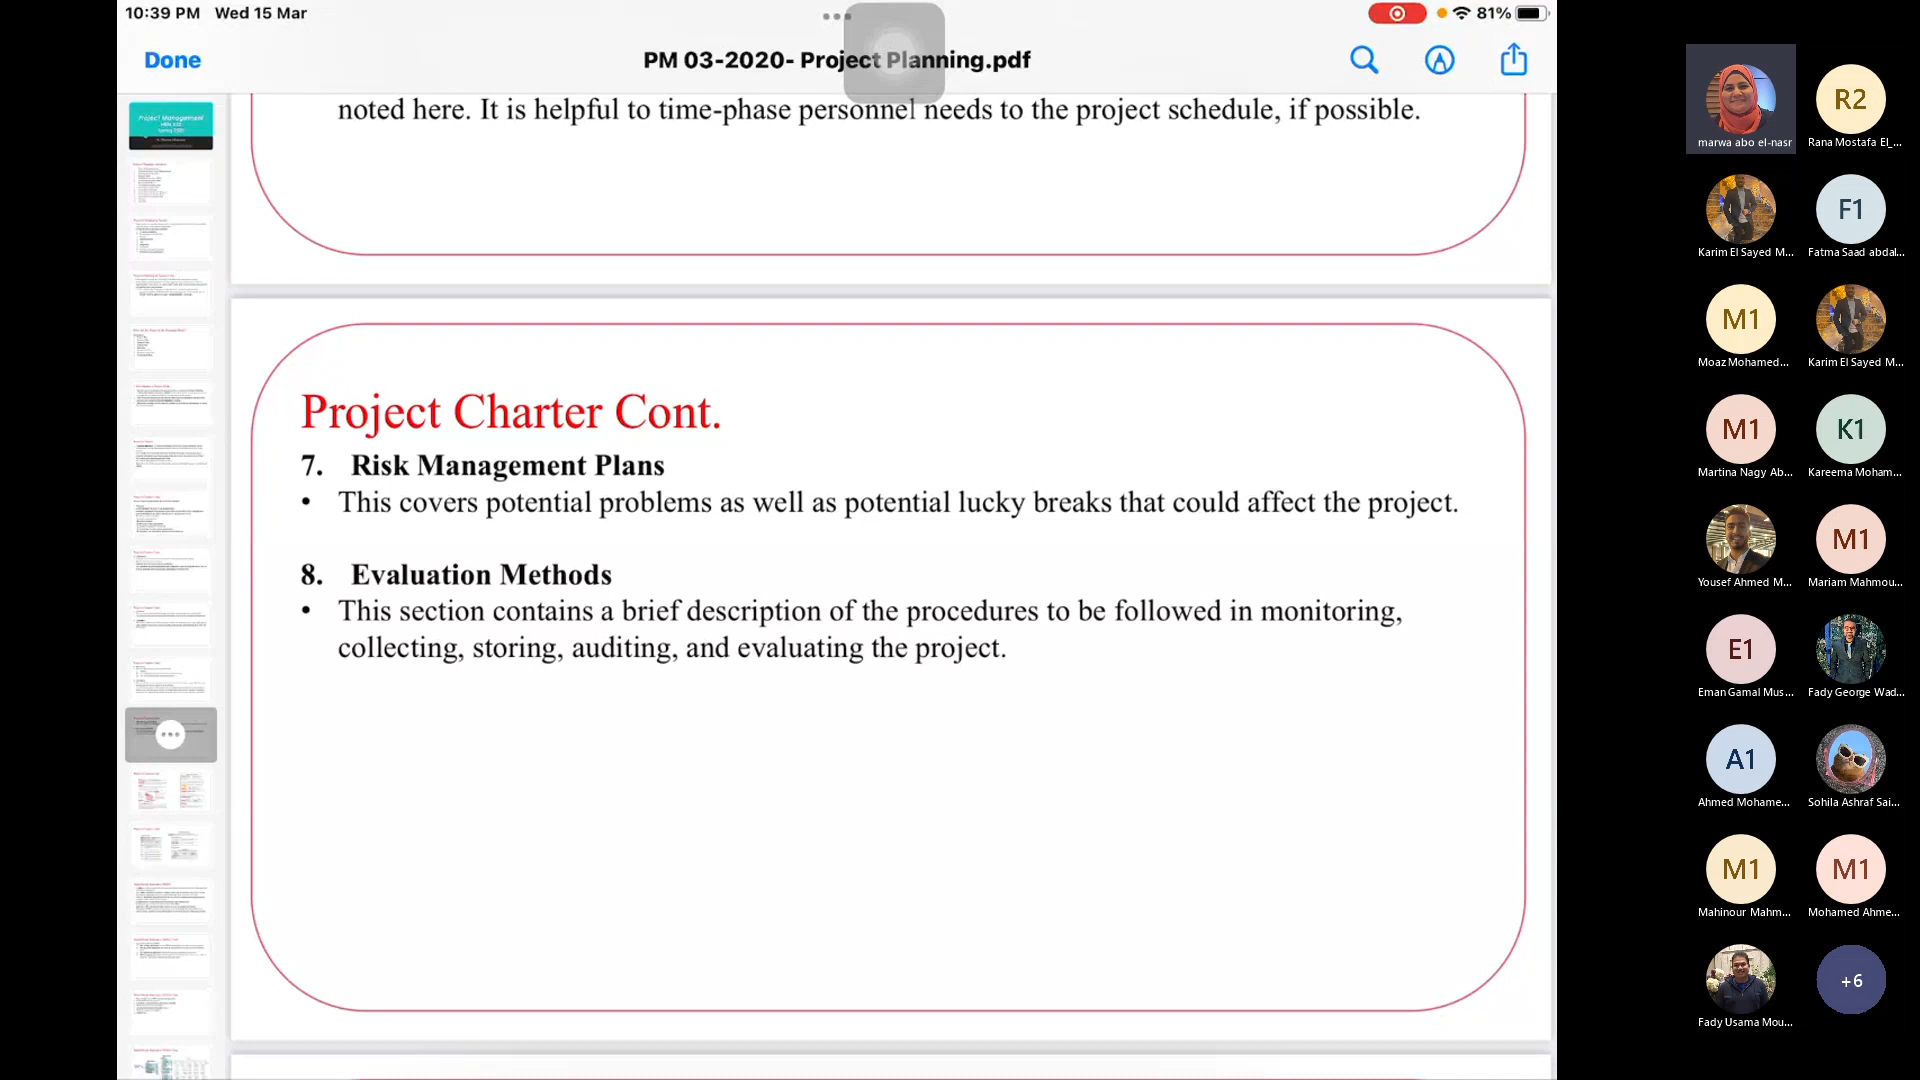 10:39 PM Wed 15 Mar
81%
Done
PM 03-2020- Project Planning.pdf
noted here. It is helpful to time-phase personnel needs to the project schedule, if possible.
Project Charter Cont.
7. Risk Management Plans
• This covers potential problems as well as potential lucky breaks that could affect the project.
8. Evaluation Methods
• This section contains a brief description of the procedures to be followed in monitoring,
collecting, storing, auditing, and evaluating the project.
Project Management
marwa abo el-nasr
R2
Rana Mostafa El_...
Karim El Sayed M...
F1
Fatma Saad abdal...
M1
Moaz Mohamed...
Karim El Sayed M...
M1
Martina Nagy Ab...
K1
Kareema Moham...
Yousef Ahmed M...
M1
Mariam Mahmou...
E1
Eman Gamal Mus...
Fady George Wad...
A1
Ahmed Mohame...
Sohila Ashraf Sai...
M1
Mahinour Mahm...
M1
Mohamed Ahme...
Fady Usama Mou...
+6